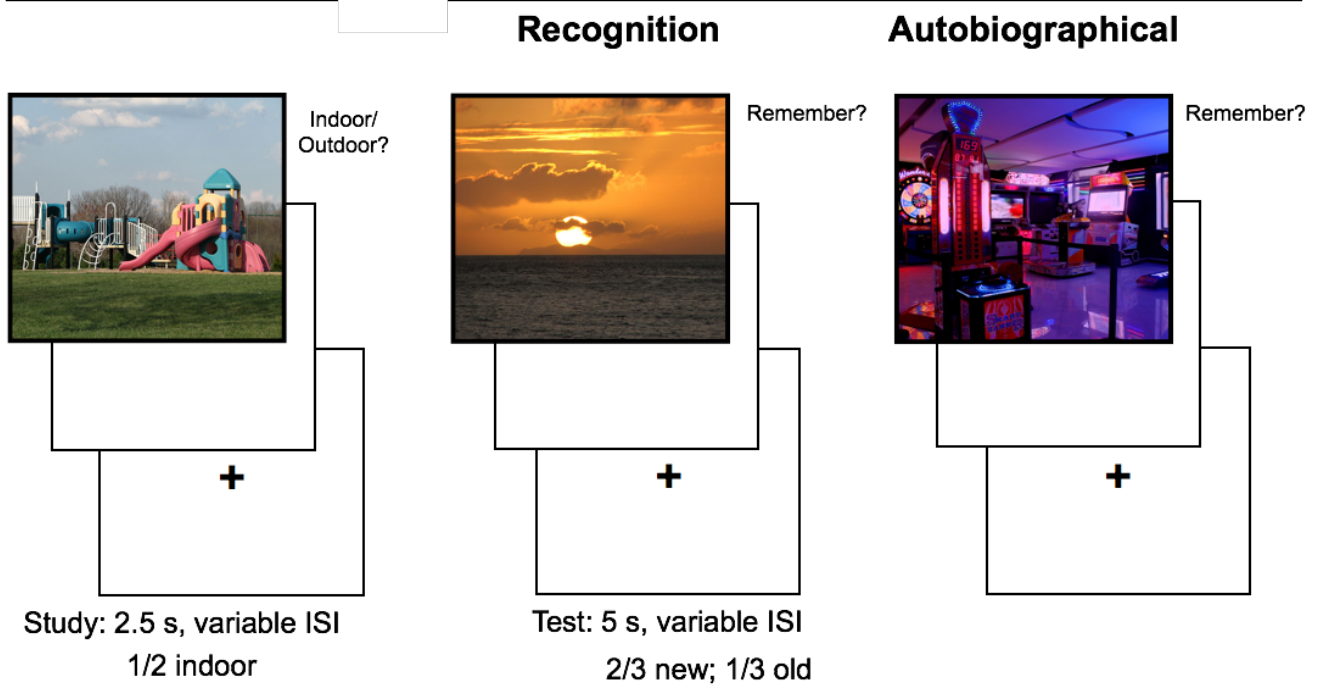 Recognition
Autobiographical
Indoor/
Outdoor?
Remember?
Remember?
169
+
+
+
Study: 2.5 s, variable ISI
1/2 indoor
Test: 5 s, variable ISI
2/3 new; 1/3 old